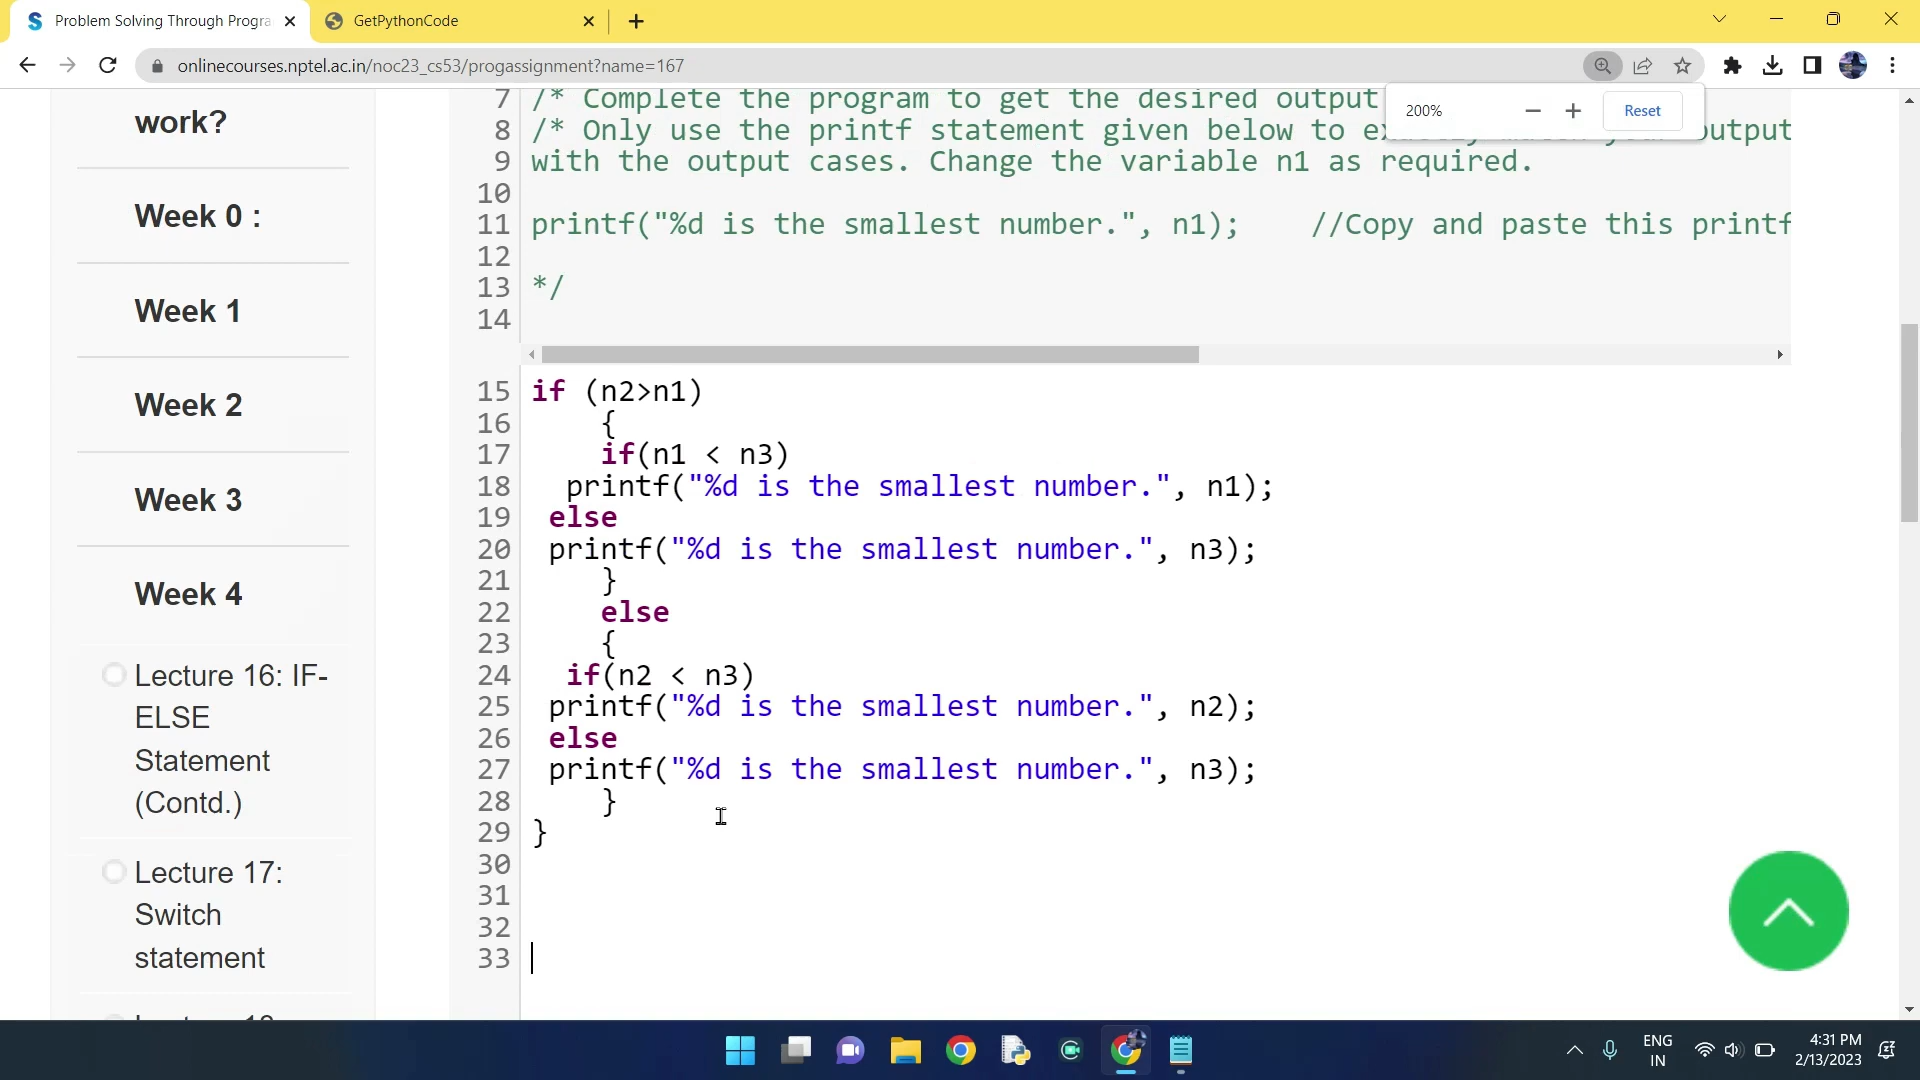 Problem Solving Through Progra
GetPythonCode
onlinecourses.nptel.ac.in/noc23_cs53/progassignment?name=167
200%
Reset
work?
Week 0 :
Week 1
Week 2
Week 3
Week 4
Lecture 16: IF-
ELSE
Statement
(Contd.)
Lecture 17:
Switch
statement
7 /* Complete the program to get the desired output
8 /* Only use the printf statement given below to
9 with the output cases. Change the variable n1 as required.
10
11 printf("%d is the smallest number.", n1); //Copy and paste this printf
12
13 */
14
15 if (n2>n1)
16 {
17 if(n1 < n3)
18 printf("%d is the smallest number.", n1);
19 else
20 printf("%d is the smallest number.", n3);
21 }
22 else
23 {
24 if(n2 < n3)
25 printf("%d is the smallest number.", n2);
26 else
27 printf("%d is the smallest number.", n3);
28 }
29 }
30
31
32
33
ENG
IN
4:31 PM
2/13/2023